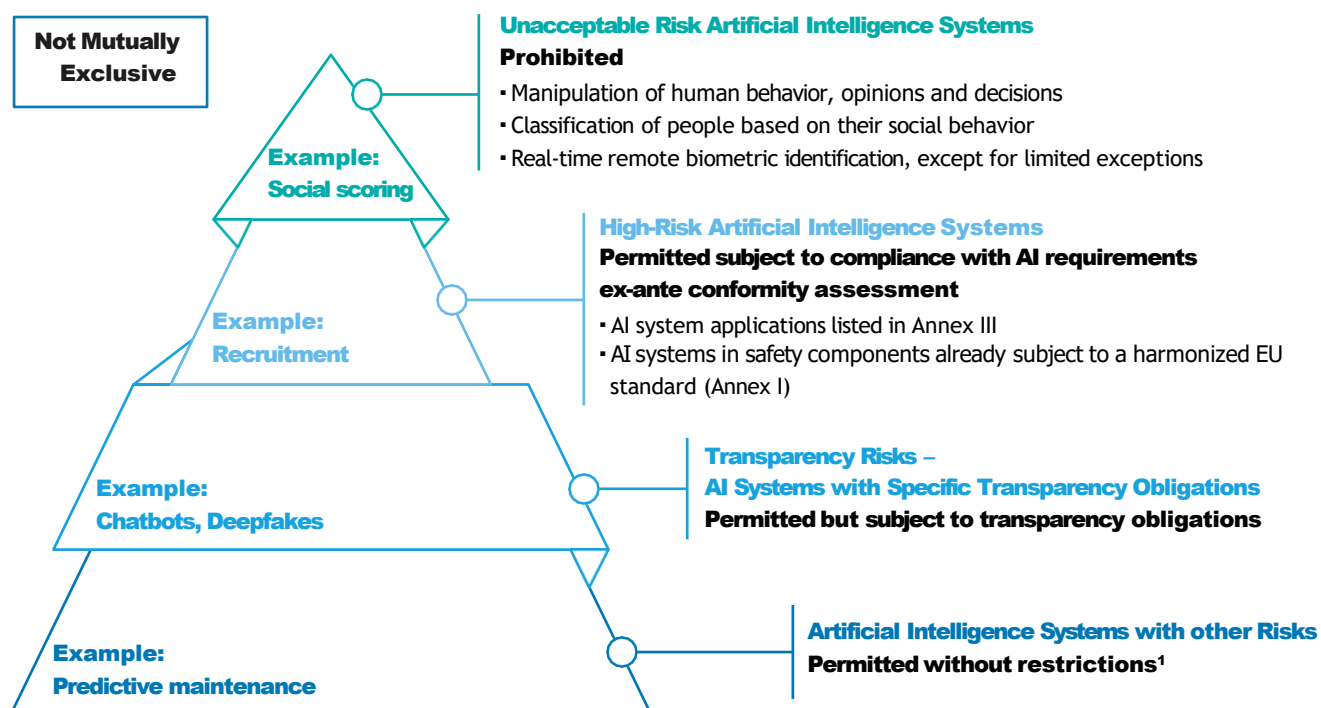 Not Mutually
Exclusive
Unacceptable Risk Artificial Intelligence Systems
Prohibited
▪ Manipulation of human behavior, opinions and decisions
▪ Classification of people based on their social behavior
▪ Real-time remote biometric identification, except for limited exceptions
Example:
Social scoring
High-Risk Artificial Intelligence Systems
Permitted subject to compliance with AI requirements
ex-ante conformity assessment
▪ AI system applications listed in Annex III
▪ AI systems in safety components already subject to a harmonized EU
standard (Annex I)
Example:
Recruitment
Transparency Risks –
AI Systems with Specific Transparency Obligations
Permitted but subject to transparency obligations
Example:
Chatbots, Deepfakes
Artificial Intelligence Systems with other Risks
Permitted without restrictions¹
Example:
Predictive maintenance